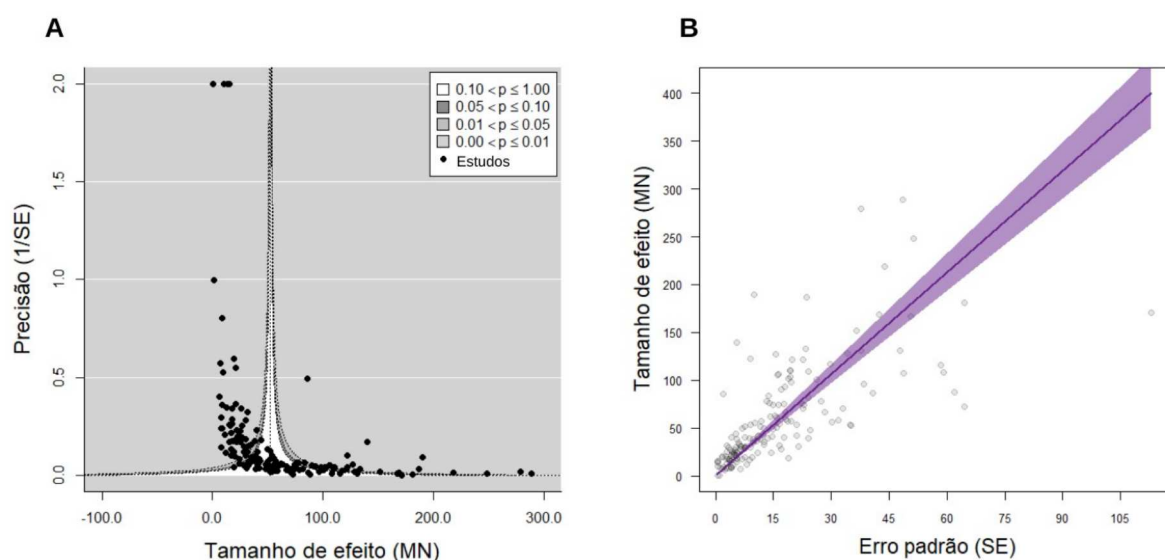 A
2.0
1.5
1.0
0.5
0.0
Precisão (1/SE)
0.10 < p ≤ 1.00
0.05 < p ≤ 0.10
0.01 < p ≤ 0.05
0.00 < p ≤ 0.01
Estudos
-100.0 0.0 100.0 200.0 300.0
Tamanho de efeito (MN)
B
400
350
300
250
200
150
100
50
0
Tamanho de efeito (MN)
0 15 30 45 60 75 90 105
Erro padrão (SE)